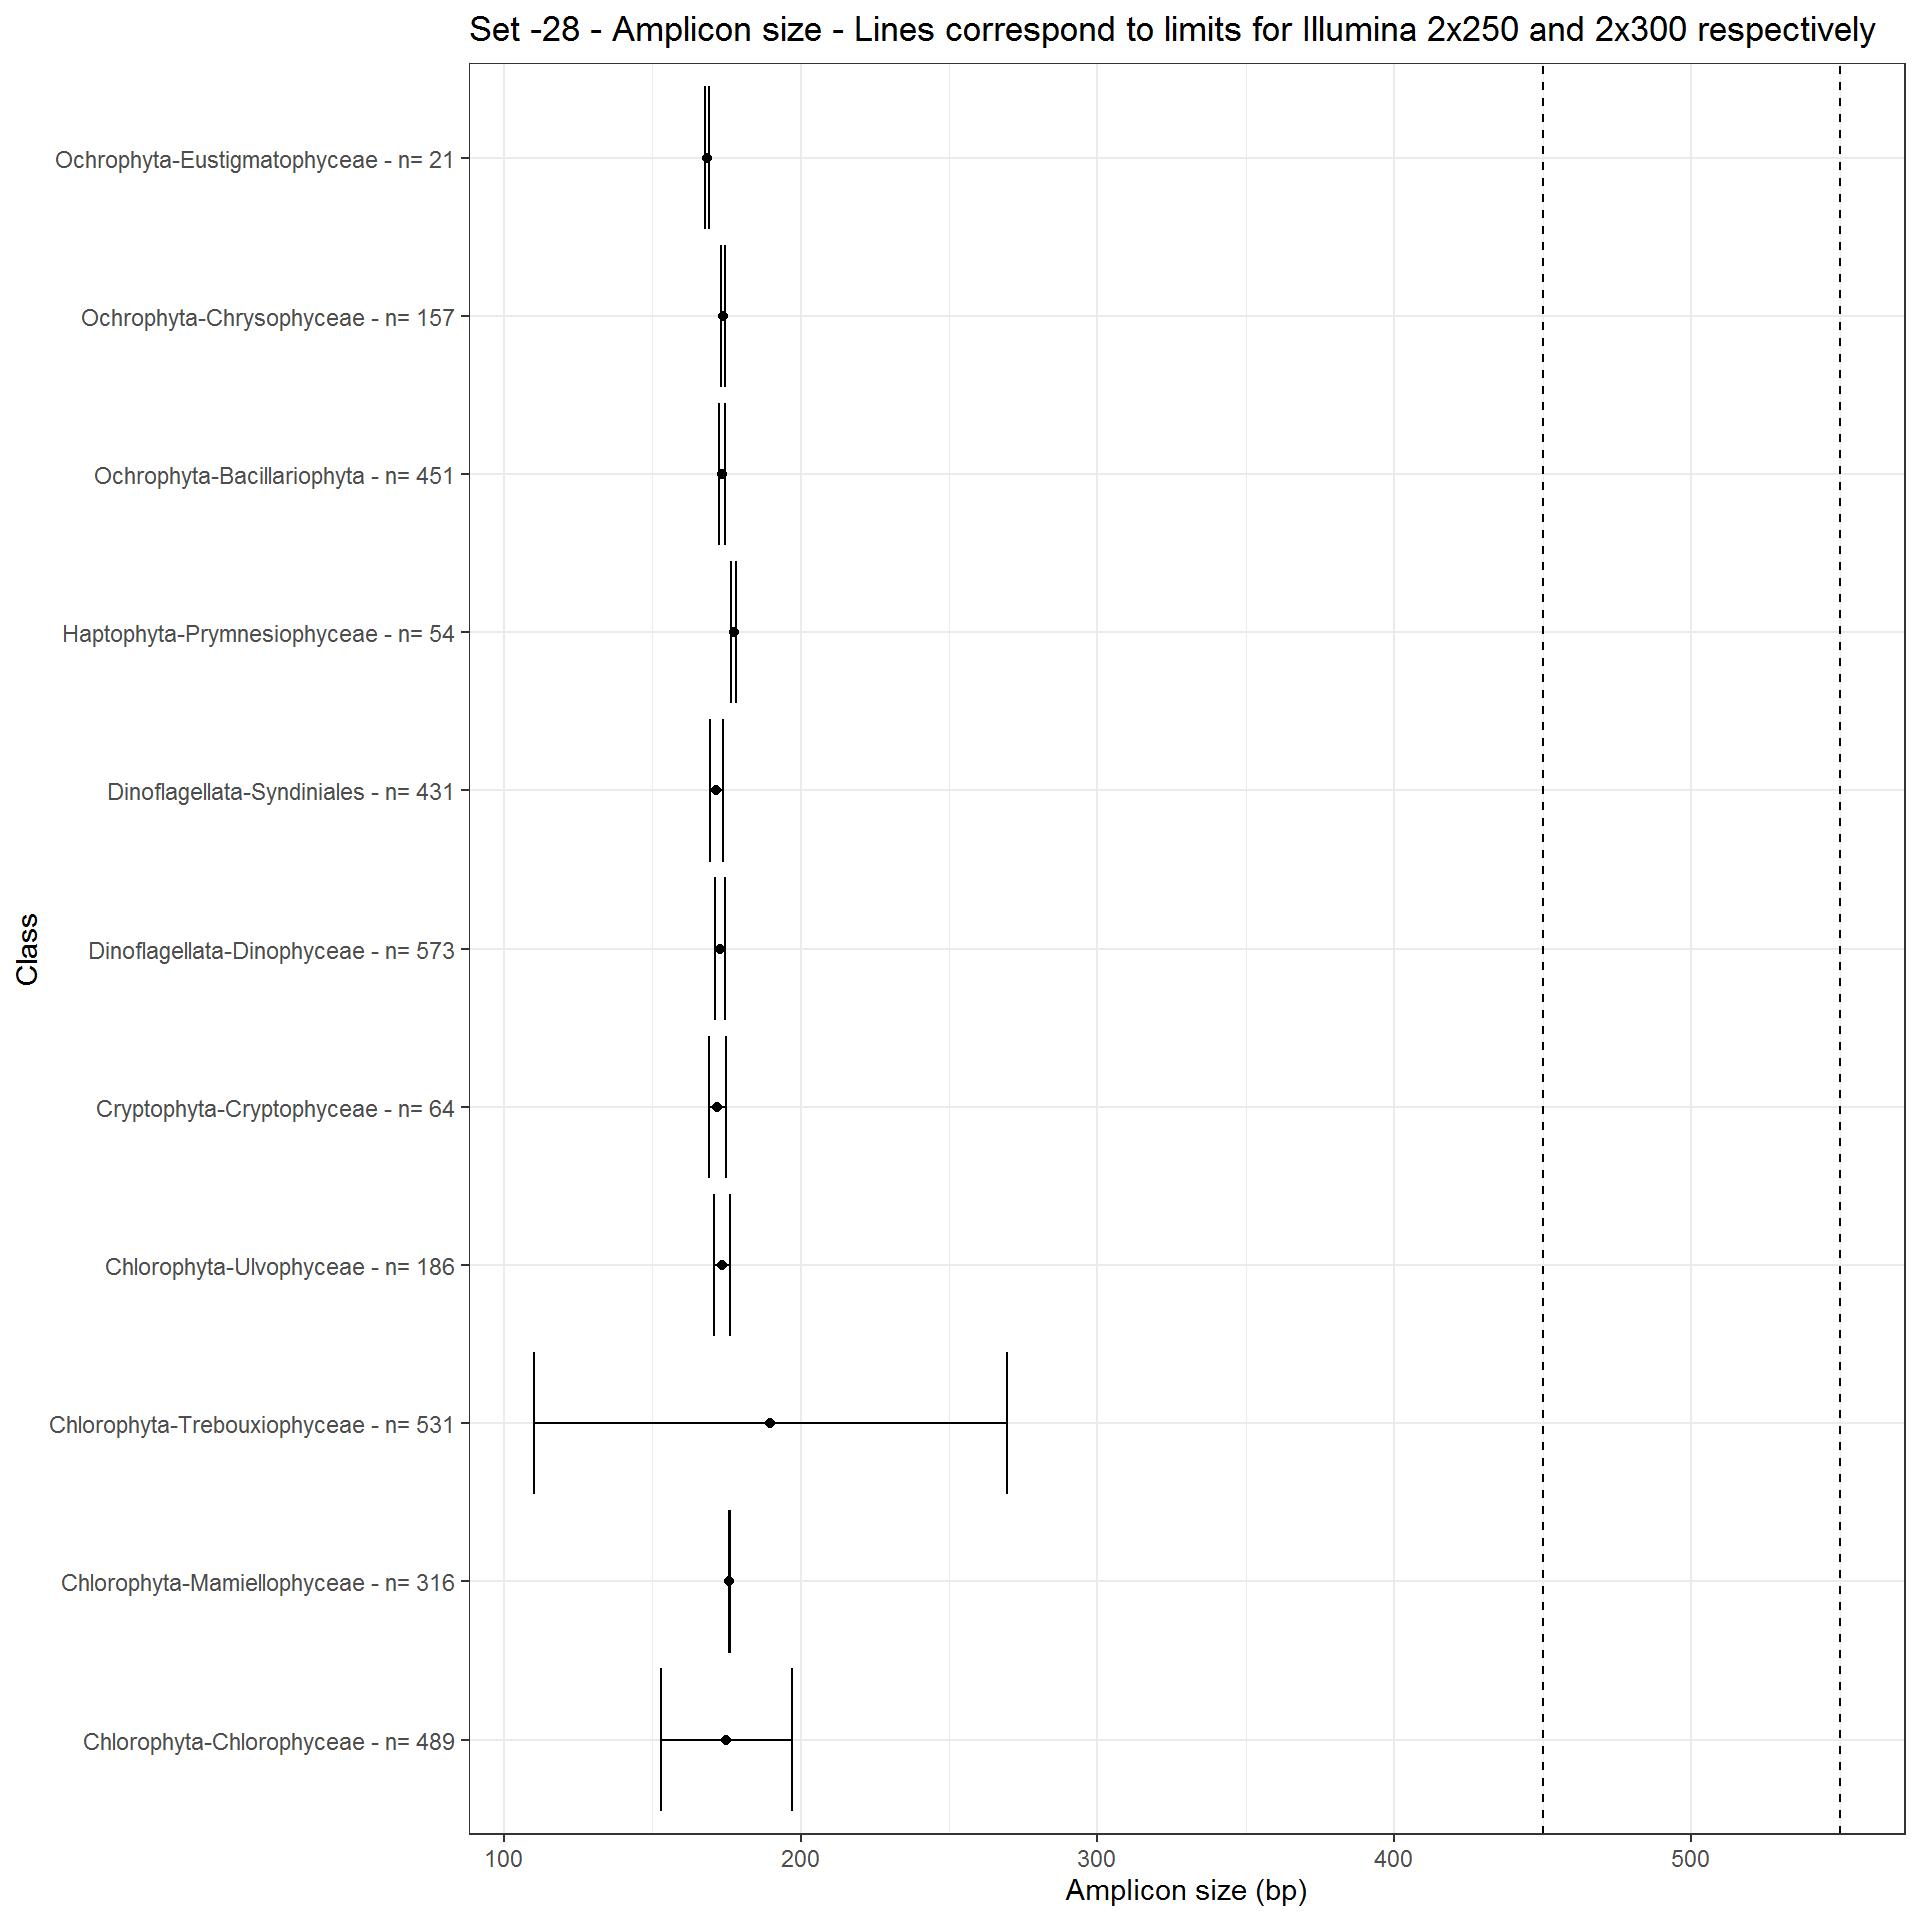 Set -28 - Amplicon size - Lines correspond to limits for Illumina 2x250 and 2x300 respectively
Class
Ochrophyta-Eustigmatophyceae - n= 21
Ochrophyta-Chrysophyceae - n= 157
Ochrophyta-Bacillariophyta - n= 451
Haptophyta-Prymnesiophyceae - n= 54
Dinoflagellata-Syndiniales - n= 431
Dinoflagellata-Dinophyceae - n= 573
Cryptophyta-Cryptophyceae - n= 64
Chlorophyta-Ulvophyceae - n= 186
Chlorophyta-Trebouxiophyceae - n= 531
Chlorophyta-Mamiellophyceae - n= 316
Chlorophyta-Chlorophyceae - n= 489
100 200 300 400 500
Amplicon size (bp)